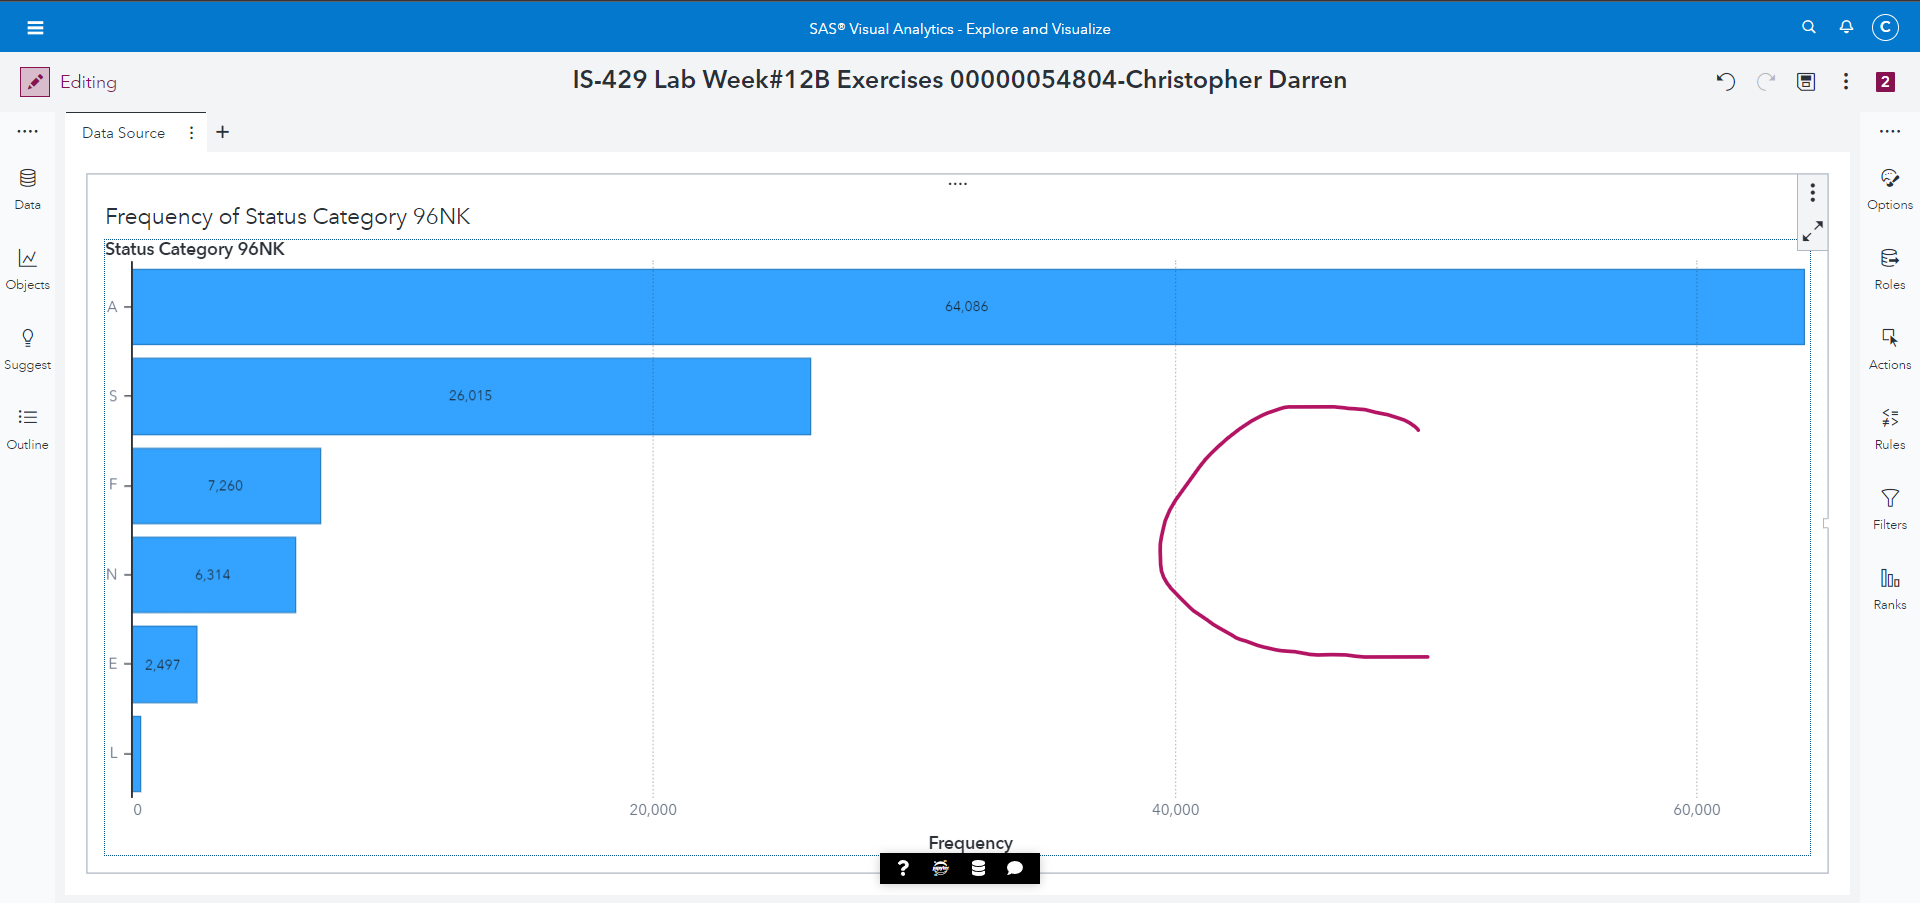 SAS® Visual Analytics - Explore and Visualize
C
Editing
IS-429 Lab Week#12B Exercises 00000054804-Christopher Darren
2
Data Source
Data
Objects
Suggest
Outline
Frequency of Status Category 96NK
Status Category 96NK
A 64,086
S 26,015
F 7,260
N 6,314
E 2,497
L
0 20,000 40,000 60,000
Frequency
C
?
Options
Roles
Actions
Rules
Filters
Ranks